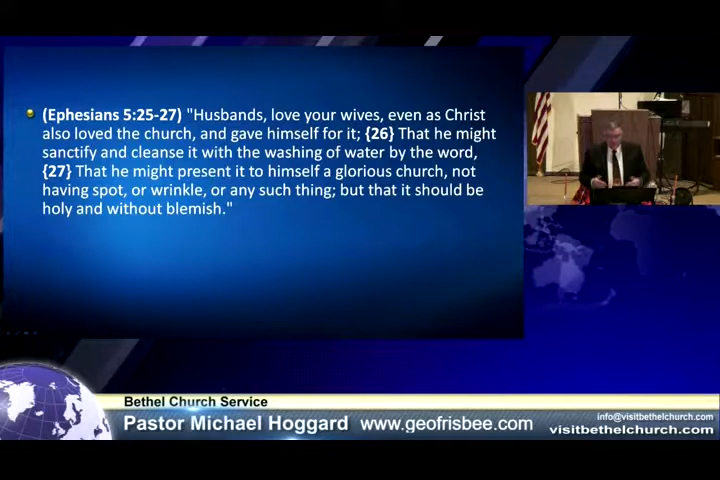 (Ephesians 5:25-27) "Husbands, love your wives, even as Christ
also loved the church, and gave himself for it; {26} That he might
sanctify and cleanse it with the washing of water by the word,
{27} That he might present it to himself a glorious church, not
having spot, or wrinkle, or any such thing; but that it should be
holy and without blemish."
Bethel Church Service
Pastor Michael Hoggard www.geofrisbee.com
info@visitbethelchurch.com
visitbethelchurch.com